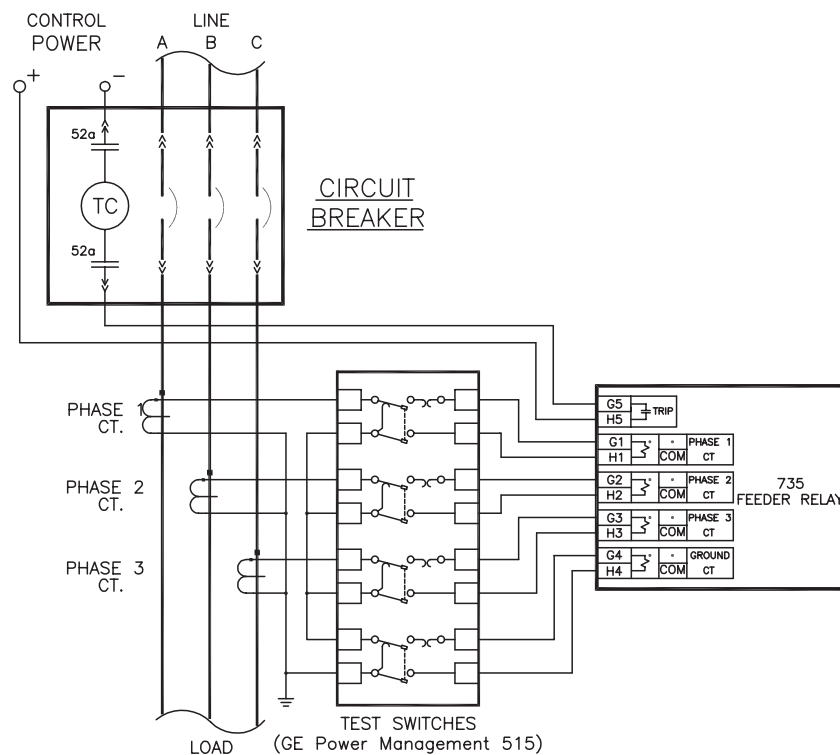 CONTROL
POWER
LINE
A B C
+
−
52a
TC
52a
CIRCUIT
BREAKER
PHASE 1
CT.
PHASE 2
CT.
PHASE 3
CT.
G5
H5
TRIP
G1
H1
COM
PHASE 1
CT
G2
H2
COM
PHASE 2
CT
G3
H3
COM
PHASE 3
CT
G4
H4
COM
GROUND
CT
735
FEEDER RELAY
LOAD
TEST SWITCHES
(GE Power Management 515)